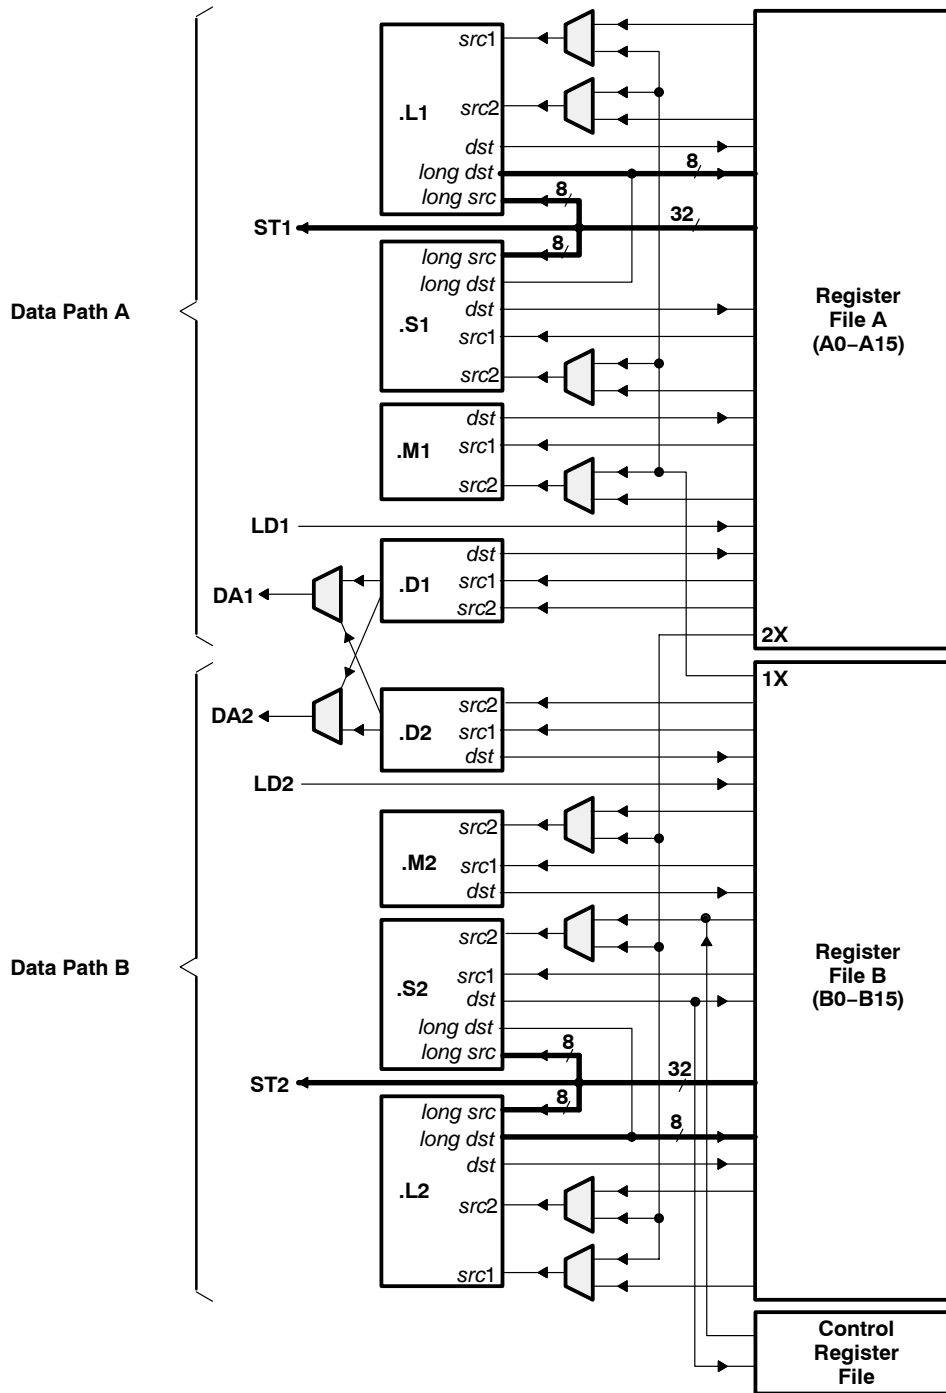 src1
.L1
src2
dst
long dst
8
long src
8
ST1
32
8
long src
long dst
dst
.S1
src1
src2
Data Path A
Register
File A
(A0–A15)
dst
.M1
src1
src2
LD1
dst
.D1
src1
src2
DA1
2X
1X
DA2
src2
.D2
src1
dst
LD2
src2
.M2
src1
dst
src2
.S2
src1
dst
long dst
8
long src
Data Path B
Register
File B
(B0–B15)
ST2
32
8
long src
long dst
8
dst
.L2
src2
src1
Control
Register
File